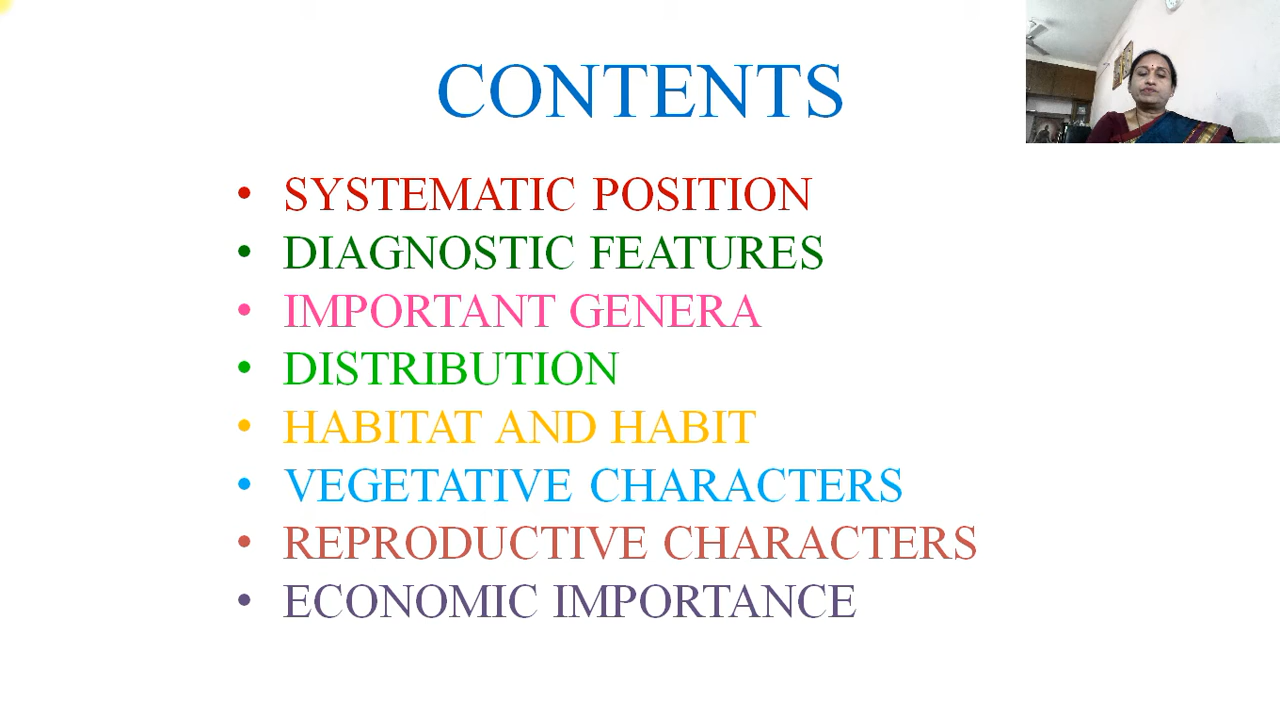 CONTENTS
• SYSTEMATIC POSITION
• DIAGNOSTIC FEATURES
• IMPORTANT GENERA
• DISTRIBUTION
• HABITAT AND HABIT
• VEGETATIVE CHARACTERS
• REPRODUCTIVE CHARACTERS
• ECONOMIC IMPORTANCE